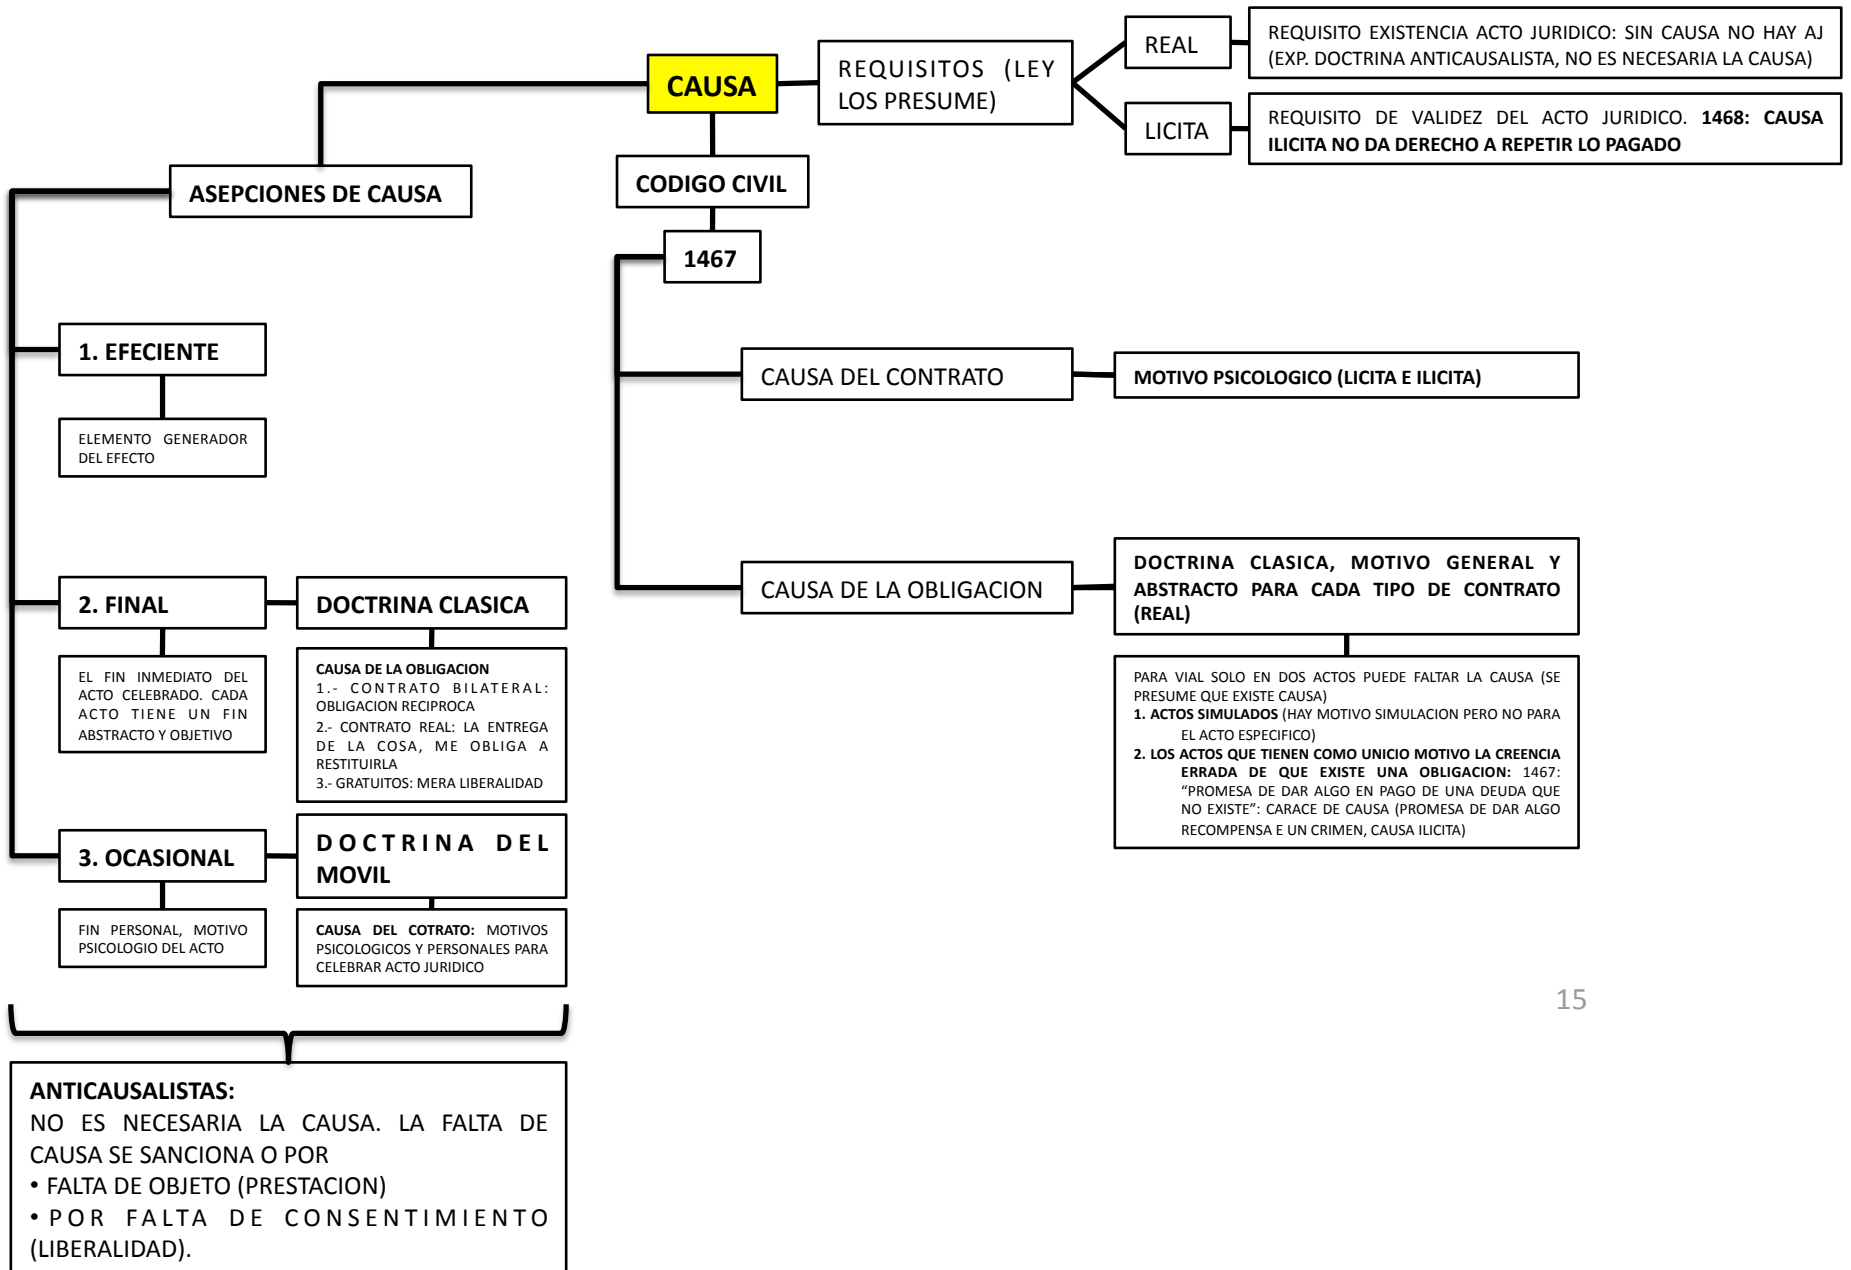 CAUSA
REQUISITOS (LEY
LOS PRESUME)
REAL
REQUISITO EXISTENCIA ACTO JURIDICO: SIN CAUSA NO HAY AJ
(EXP. DOCTRINA ANTICAUSALISTA, NO ES NECESARIA LA CAUSA)
LICITA
REQUISITO DE VALIDEZ DEL ACTO JURIDICO. 1468: CAUSA
ILICITA NO DA DERECHO A REPETIR LO PAGADO
ASEPCIONES DE CAUSA
CODIGO CIVIL
1467
1. EFECIENTE
ELEMENTO GENERADOR
DEL EFECTO
CAUSA DEL CONTRATO
MOTIVO PSICOLOGICO (LICITA E ILICITA)
2. FINAL
EL FIN INMEDIATO DEL
ACTO CELEBRADO. CADA
ACTO TIENE UN FIN
ABSTRACTO Y OBJETIVO
DOCTRINA CLASICA
CAUSA DE LA OBLIGACION
1.- CONTRATO BILATERAL:
OBLIGACION RECIPROCA
2.- CONTRATO REAL: LA ENTREGA
DE LA COSA, ME OBLIGA A
RESTITUIRLA
3.- GRATUITOS: MERA LIBERALIDAD
CAUSA DE LA OBLIGACION
DOCTRINA CLASICA, MOTIVO GENERAL Y
ABSTRACTO PARA CADA TIPO DE CONTRATO
(REAL)
PARA VIAL SOLO EN DOS ACTOS PUEDE FALTAR LA CAUSA (SE
PRESUME QUE EXISTE CAUSA)
1. ACTOS SIMULADOS (HAY MOTIVO SIMULACION PERO NO PARA
EL ACTO ESPECIFICO)
2. LOS ACTOS QUE TIENEN COMO UNICIO MOTIVO LA CREENCIA
ERRADA DE QUE EXISTE UNA OBLIGACION: 1467:
“PROMESA DE DAR ALGO EN PAGO DE UNA DEUDA QUE
NO EXISTE”: CARACE DE CAUSA (PROMESA DE DAR ALGO
RECOMPENSA E UN CRIMEN, CAUSA ILICITA)
3. OCASIONAL
FIN PERSONAL, MOTIVO
PSICOLOGIO DEL ACTO
DOCTRINA DEL
MOVIL
CAUSA DEL COTRATO: MOTIVOS
PSICOLOGICOS Y PERSONALES PARA
CELEBRAR ACTO JURIDICO
15
ANTICAUSALISTAS:
NO ES NECESARIA LA CAUSA. LA FALTA DE
CAUSA SE SANCIONA O POR
• FALTA DE OBJETO (PRESTACION)
• POR FALTA DE CONSENTIMIENTO
(LIBERALIDAD).